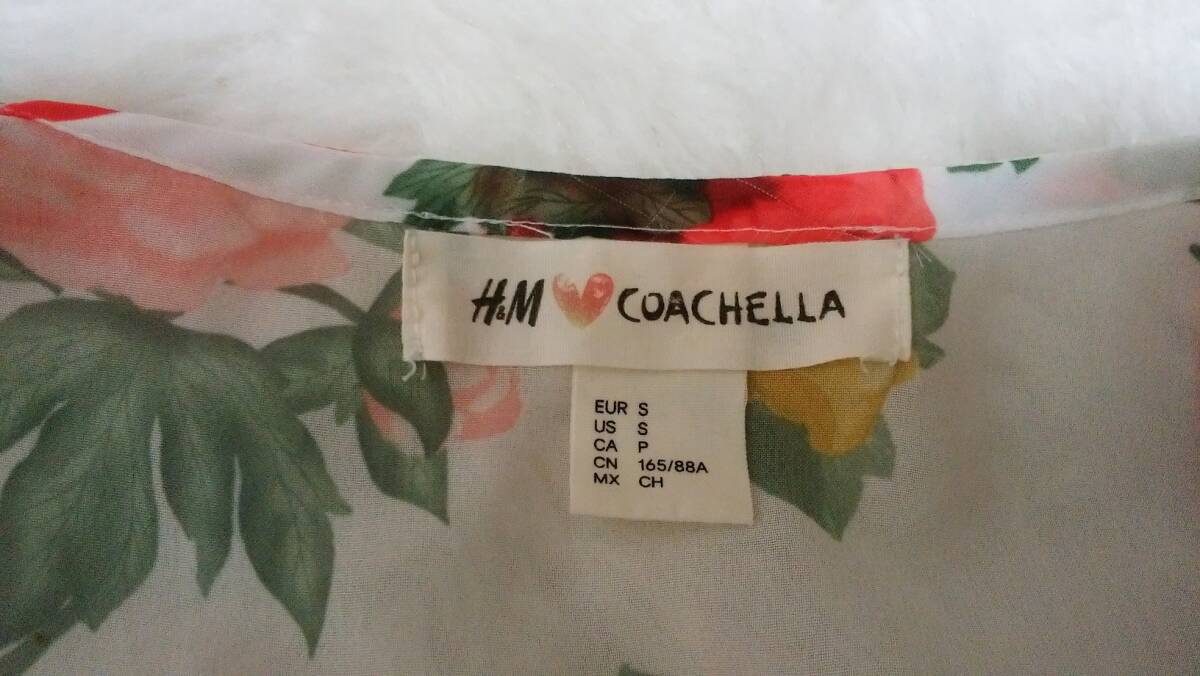 H&M COACHELLA
EUR S
US S
CA P
CN 165/88A
MX CH